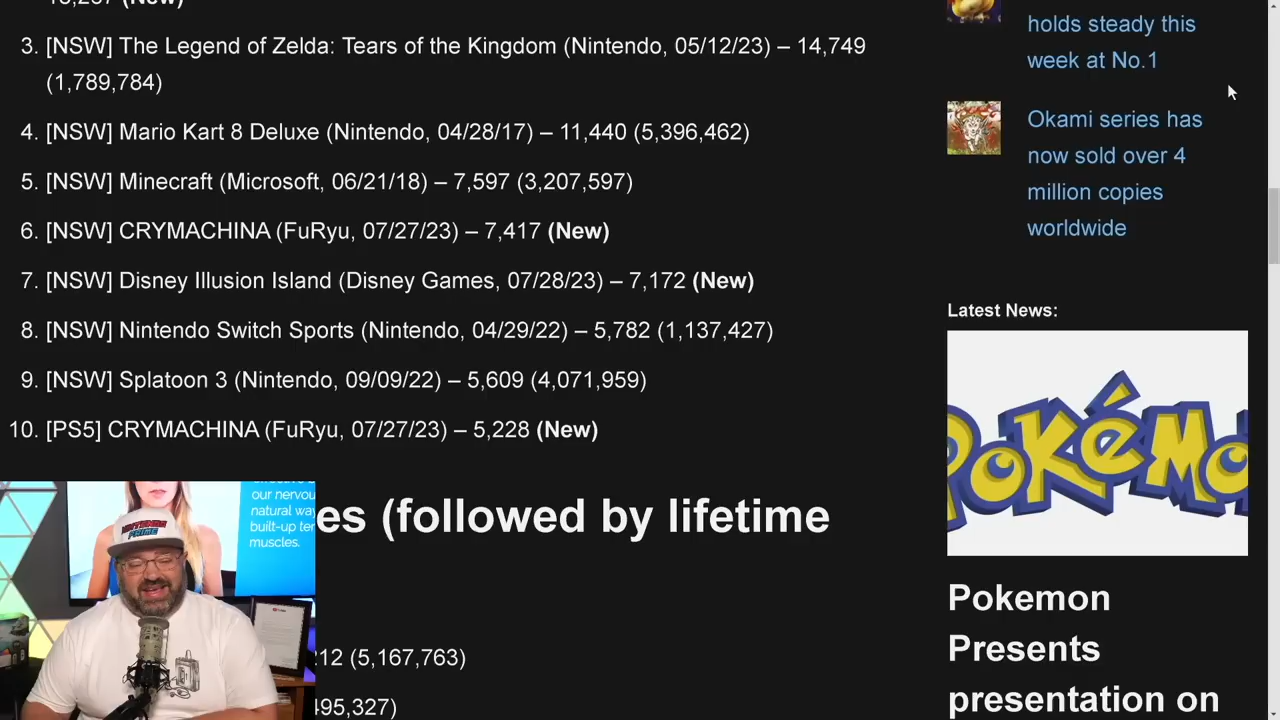 (New)
3. [NSW] The Legend of Zelda: Tears of the Kingdom (Nintendo, 05/12/23) – 14,749
(1,789,784)
4. [NSW] Mario Kart 8 Deluxe (Nintendo, 04/28/17) – 11,440 (5,396,462)
5. [NSW] Minecraft (Microsoft, 06/21/18) – 7,597 (3,207,597)
6. [NSW] CRYMACHINA (FuRyu, 07/27/23) – 7,417 (New)
7. [NSW] Disney Illusion Island (Disney Games, 07/28/23) – 7,172 (New)
8. [NSW] Nintendo Switch Sports (Nintendo, 04/29/22) – 5,782 (1,137,427)
9. [NSW] Splatoon 3 (Nintendo, 09/09/22) – 5,609 (4,071,959)
10. [PS5] CRYMACHINA (FuRyu, 07/27/23) – 5,228 (New)
es (followed by lifetime
12 (5,167,763)
495,327)
our nervou
natural way
built-up ter
muscles.
NINTENDO
PRIME
holds steady this
week at No.1
Okami series has
now sold over 4
million copies
worldwide
Latest News:
POKéMO
Pokemon
Presents
presentation on